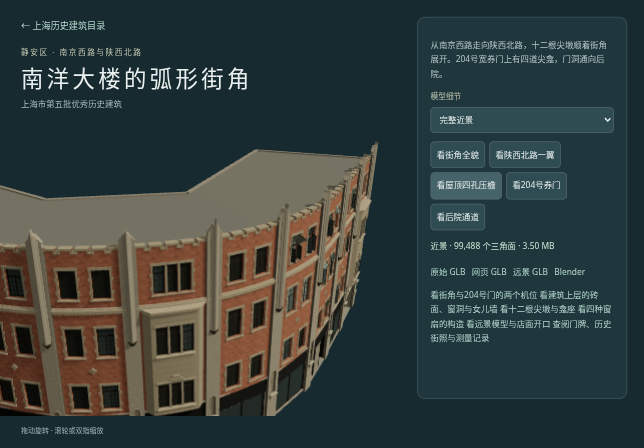 ← 上海历史建筑目录
静安区 · 南京西路与陕西北路
南洋大楼的弧形街角
上海市第五批优秀历史建筑
从南京西路走向陕西北路，十二根尖墩顺着街角
展开。204号宽券门上有四道尖龛，门洞通向后
院。
模型细节
完整近景
看街角全貌
看陕西北路一翼
看屋顶四孔压檐
看204号券门
看后院通道
近景 · 99,488 个三角面 · 3.50 MB
原始 GLB 网页 GLB 远景 GLB Blender
看街角与204号门的两个机位 看建筑上层的砖
面、窗洞与女儿墙 看十二根尖墩与龛座 看四种窗
扇的构造 看远景模型与店面开口 查阅门牌、历史
街照与测量记录
拖动旋转 · 滚轮或双指缩放